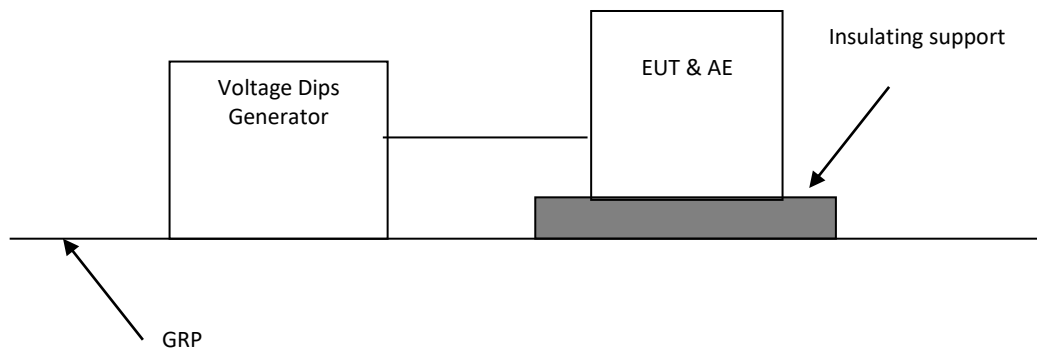 Insulating support
EUT & AE
Voltage Dips
Generator
GRP